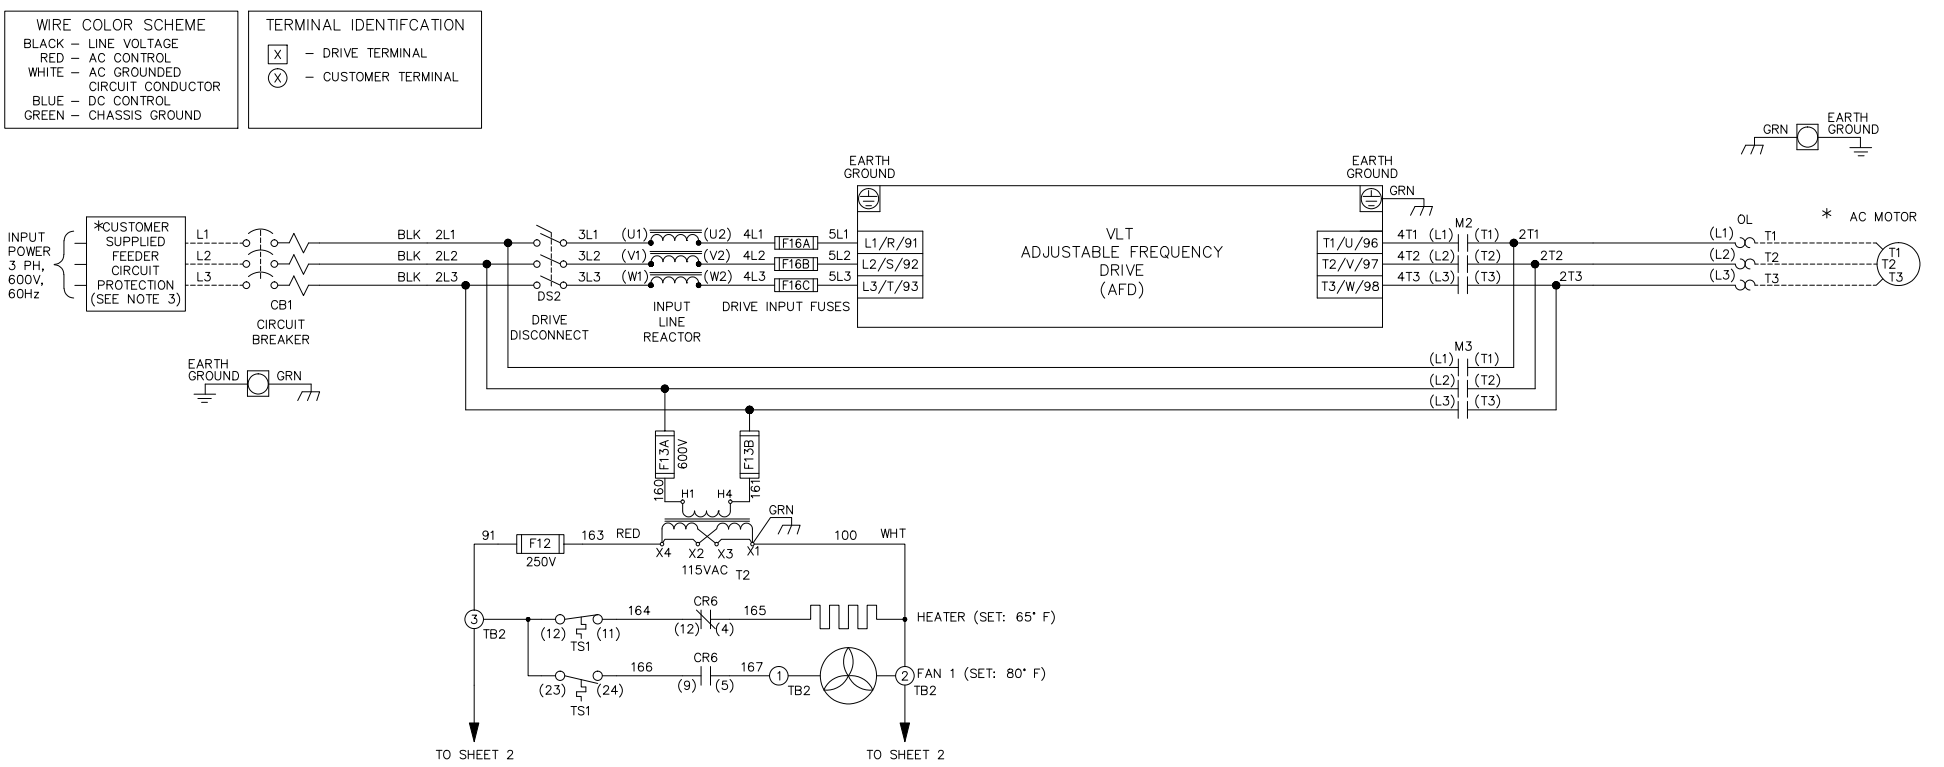 WIRE COLOR SCHEME
BLACK – LINE VOLTAGE
RED – AC CONTROL
WHITE – AC GROUNDED
CIRCUIT CONDUCTOR
BLUE – DC CONTROL
GREEN – CHASSIS GROUND
TERMINAL IDENTIFCATION
X – DRIVE TERMINAL
X – CUSTOMER TERMINAL
GRN
EARTH
GROUND
EARTH
GROUND
EARTH
GROUND
GRN
INPUT
POWER
3 PH,
600V,
60Hz
*CUSTOMER
SUPPLIED
FEEDER
CIRCUIT
PROTECTION
(SEE NOTE 3)
L1
L2
L3
CB1
CIRCUIT
BREAKER
BLK 2L1
BLK 2L2
BLK 2L3
DS2
DRIVE
DISCONNECT
3L1
3L2
3L3
(U1) (U2)
(V1) (V2)
(W1) (W2)
INPUT
LINE
REACTOR
4L1 F16A 5L1
4L2 F16B 5L2
4L3 F16C 5L3
DRIVE INPUT FUSES
L1/R/91
L2/S/92
L3/T/93
VLT
ADJUSTABLE FREQUENCY
DRIVE
(AFD)
T1/U/96
T2/V/97
T3/W/98
M2
4T1 (L1) (T1) 2T1
4T2 (L2) (T2) 2T2
4T3 (L3) (T3) 2T3
OL
(L1) T1
(L2) T2
(L3) T3
* AC MOTOR
T1
T2
T3
M3
(L1) (T1)
(L2) (T2)
(L3) (T3)
EARTH
GROUND
GRN
F13A
600V
F13B
160
161
H1 H4
GRN
91 F12 163 RED
250V
X4 X2 X3 X1
115VAC T2
100 WHT
3
TB2
(12) (11)
TS1
164
CR6
(12) (4)
165
HEATER (SET: 65° F)
(23) (24)
TS1
166
CR6
(9) (5)
167
1
TB2
2
TB2
FAN 1 (SET: 80° F)
TO SHEET 2
TO SHEET 2